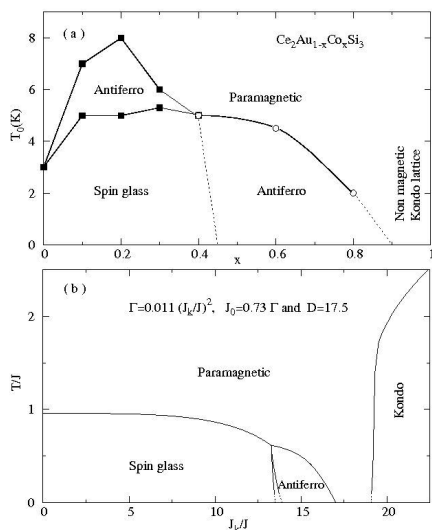 ( a )
Ce₂Au₁₋ₓCoₓSi₃
8
6
4
2
0
T₀(K)
Antiferro
Paramagnetic
Spin glass
Antiferro
Non magnetic
Kondo lattice
0
0.2
0.4
0.6
0.8
1
x
( b )
Γ=0.011 (Jₖ/J)², J₀=0.73 Γ and D=17.5
2
1
0
T/J
Paramagnetic
Kondo
Spin glass
Antiferro
0
5
10
15
20
Jₖ/J